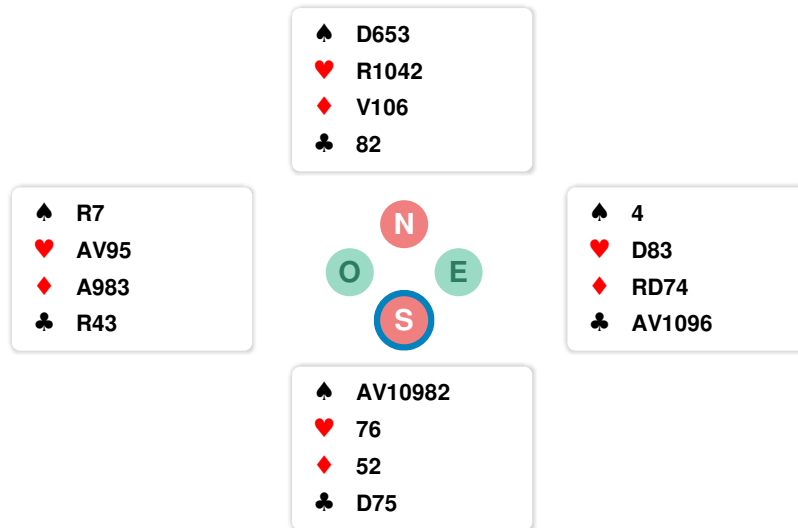 ♠ D653
♥ R1042
♦ V106
♣ 82
♠ R7
♥ AV95
♦ A983
♣ R43
N
O E
S
♠ 4
♥ D83
♦ RD74
♣ AV1096
♠ AV10982
♥ 76
♦ 52
♣ D75